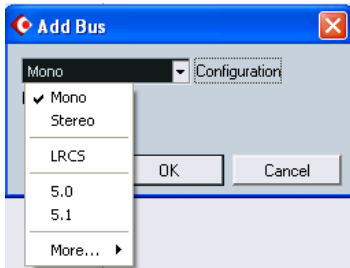 Add Bus
Mono
Configuration
Mono
Stereo
LRCS
5.0
5.1
More...
OK
Cancel